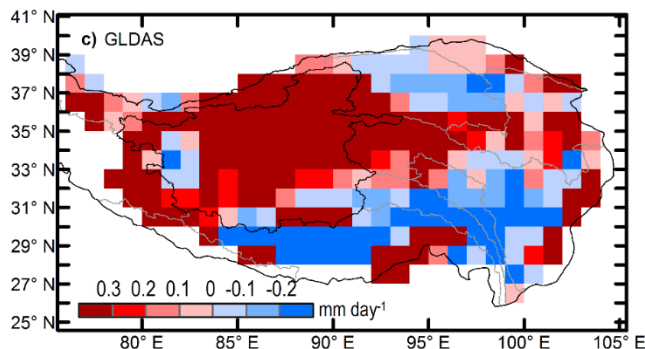 41° N
c) GLDAS
39° N
37° N
35° N
33° N
31° N
29° N
27° N
25° N
0.3 0.2 0.1 0 -0.1 -0.2
mm day⁻¹
80° E 85° E 90° E 95° E 100° E 105° E